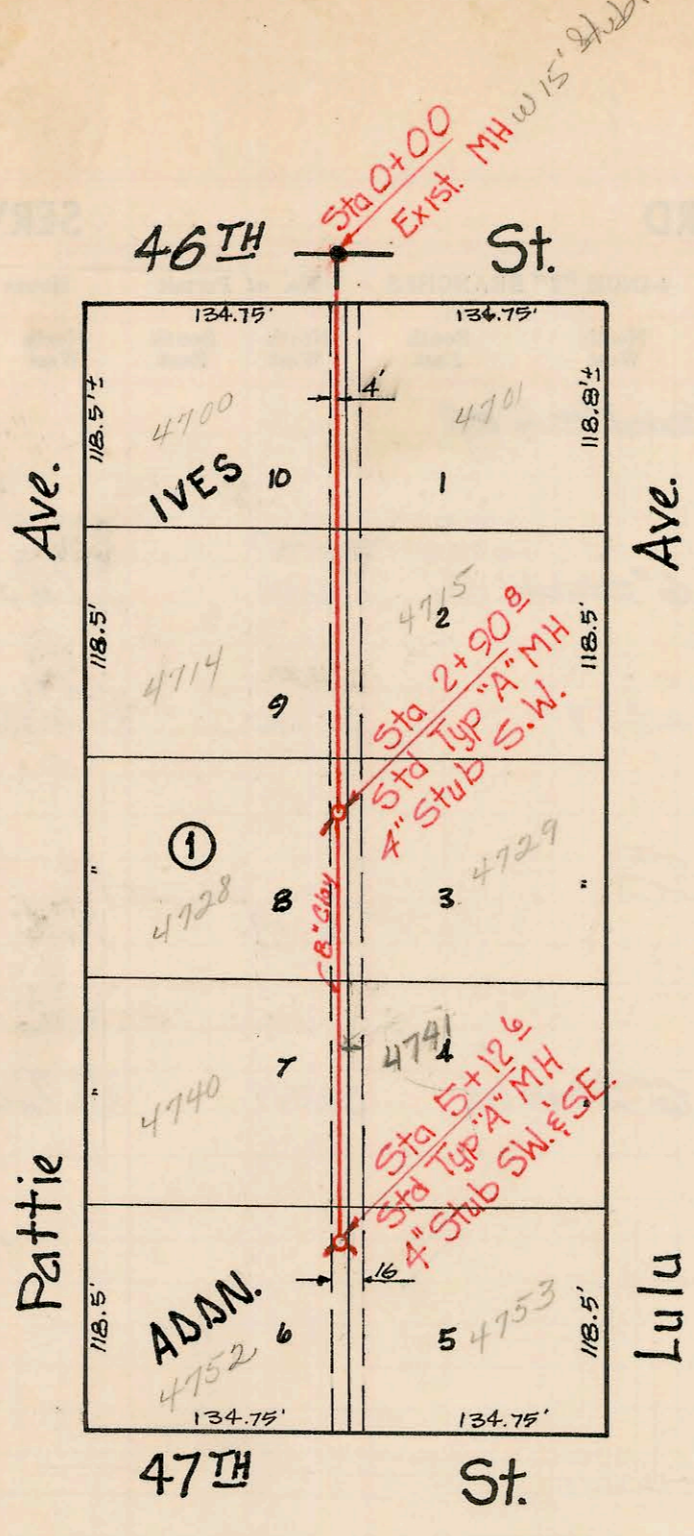 Sta 0+00
Exist. MH W 15' Stub
46TH St.
134.75' 134.75'
118.5'± 4' 118.8'±
4700 4701
IVES 10 1
Ave. Ave.
4715
2
118.5' 118.5'
4714
9
Sta 2+90 8
Std Typ "A" MH
4" Stub S.W.
1
4729
" "
4728 8 3
8" Clay
4741
7 4
Sta 5+12 6
Std Typ "A" MH
4" Stub SW. & SE.
" "
4740
Pattie Lulu
16
ADDN.
118.5' 118.5'
6 5 4753
4752
134.75' 134.75'
47TH St.